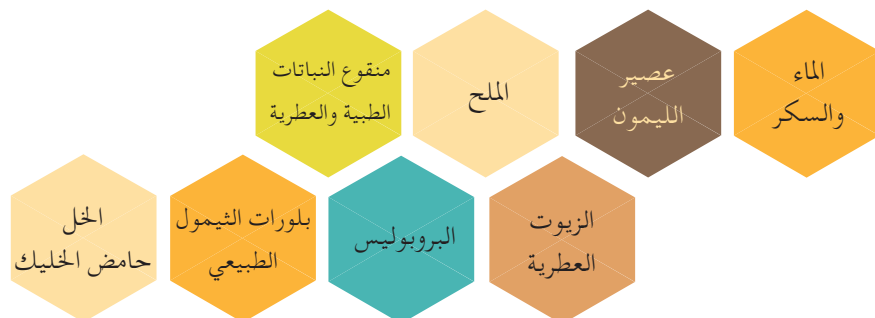 الماء
والسكر
عصير
الليمون
الملح
منقوع النباتات
الطبية والعطرية
الزيوت
العطرية
البروبوليس
بلورات الثيمول
الطبيعي
الخل
حامض الخليك